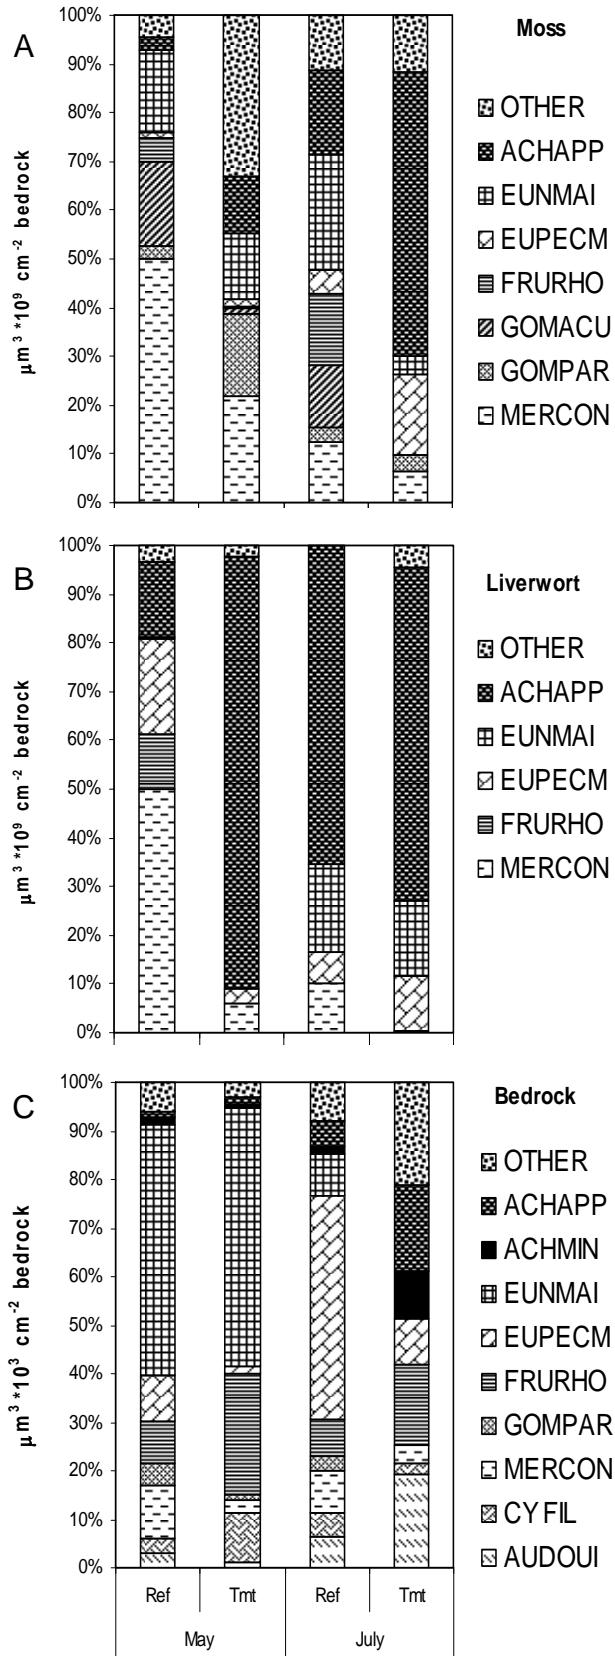 A
Moss
100%
90%
80%
70%
60%
50%
40%
30%
20%
10%
0%
µm³ *10⁹ cm⁻² bedrock
OTHER
ACHAPP
EUNMAI
EUPECM
FRURHO
GOMACU
GOMPAR
MERCON
B
Liverwort
100%
90%
80%
70%
60%
50%
40%
30%
20%
10%
0%
µm³ *10⁹ cm⁻² bedrock
OTHER
ACHAPP
EUNMAI
EUPECM
FRURHO
MERCON
C
Bedrock
100%
90%
80%
70%
60%
50%
40%
30%
20%
10%
0%
µm³ *10³ cm⁻² bedrock
OTHER
ACHAPP
ACHMIN
EUNMAI
EUPECM
FRURHO
GOMPAR
MERCON
CYFIL
AUDOUI
Ref Tmt Ref Tmt
May July